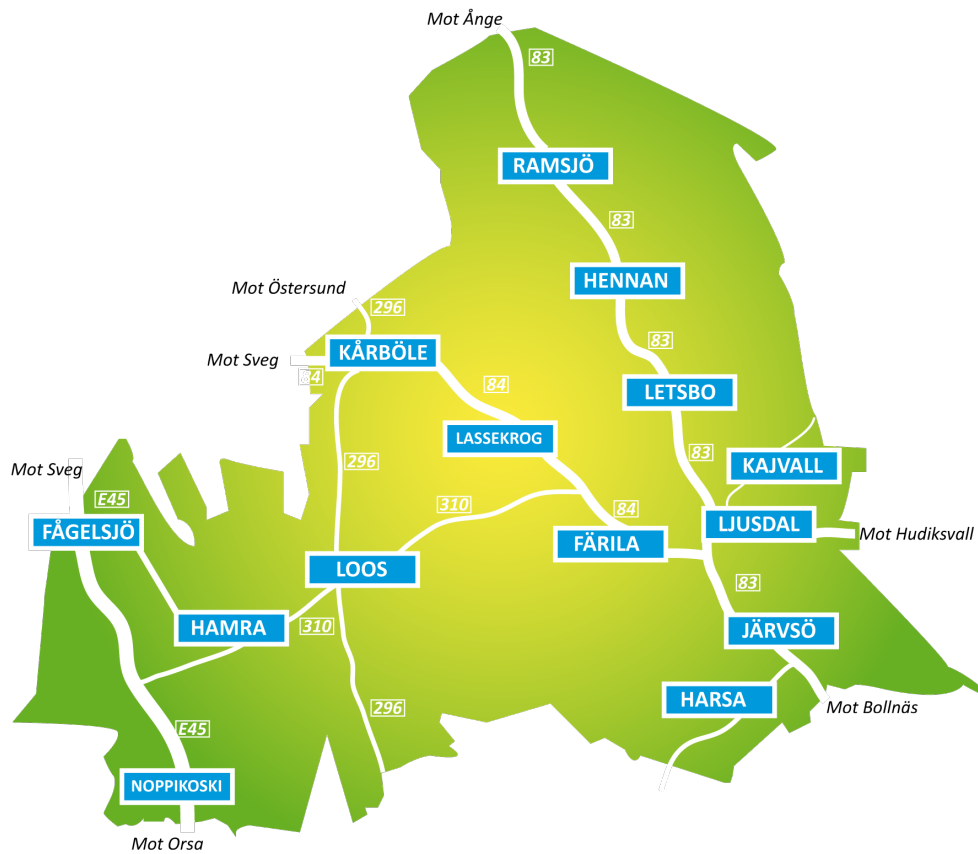 Mot Ånge
83
RAMSJÖ
83
HENNAN
Mot Östersund
296
83
KÅRBÖLE
Mot Sveg
84
84
LETSBO
LASSEKROG
KAJVALL
296
83
Mot Sveg
E45
310
84
FÅGELSJÖ
LJUSDAL
Mot Hudiksvall
FÄRILA
LOOS
83
HAMRA
310
JÄRVSÖ
HARSA
296
Mot Bollnäs
E45
NOPPIKOSKI
Mot Orsa